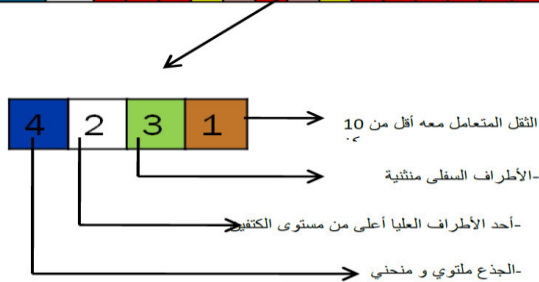 4 2 3 1
الثقل المتعامل معه أقل من 10
-الأطراف السفلى منثنية
-أحد الأطراف العليا أعلى من مستوى الكتفين
-الجذع ملتوي و منحني